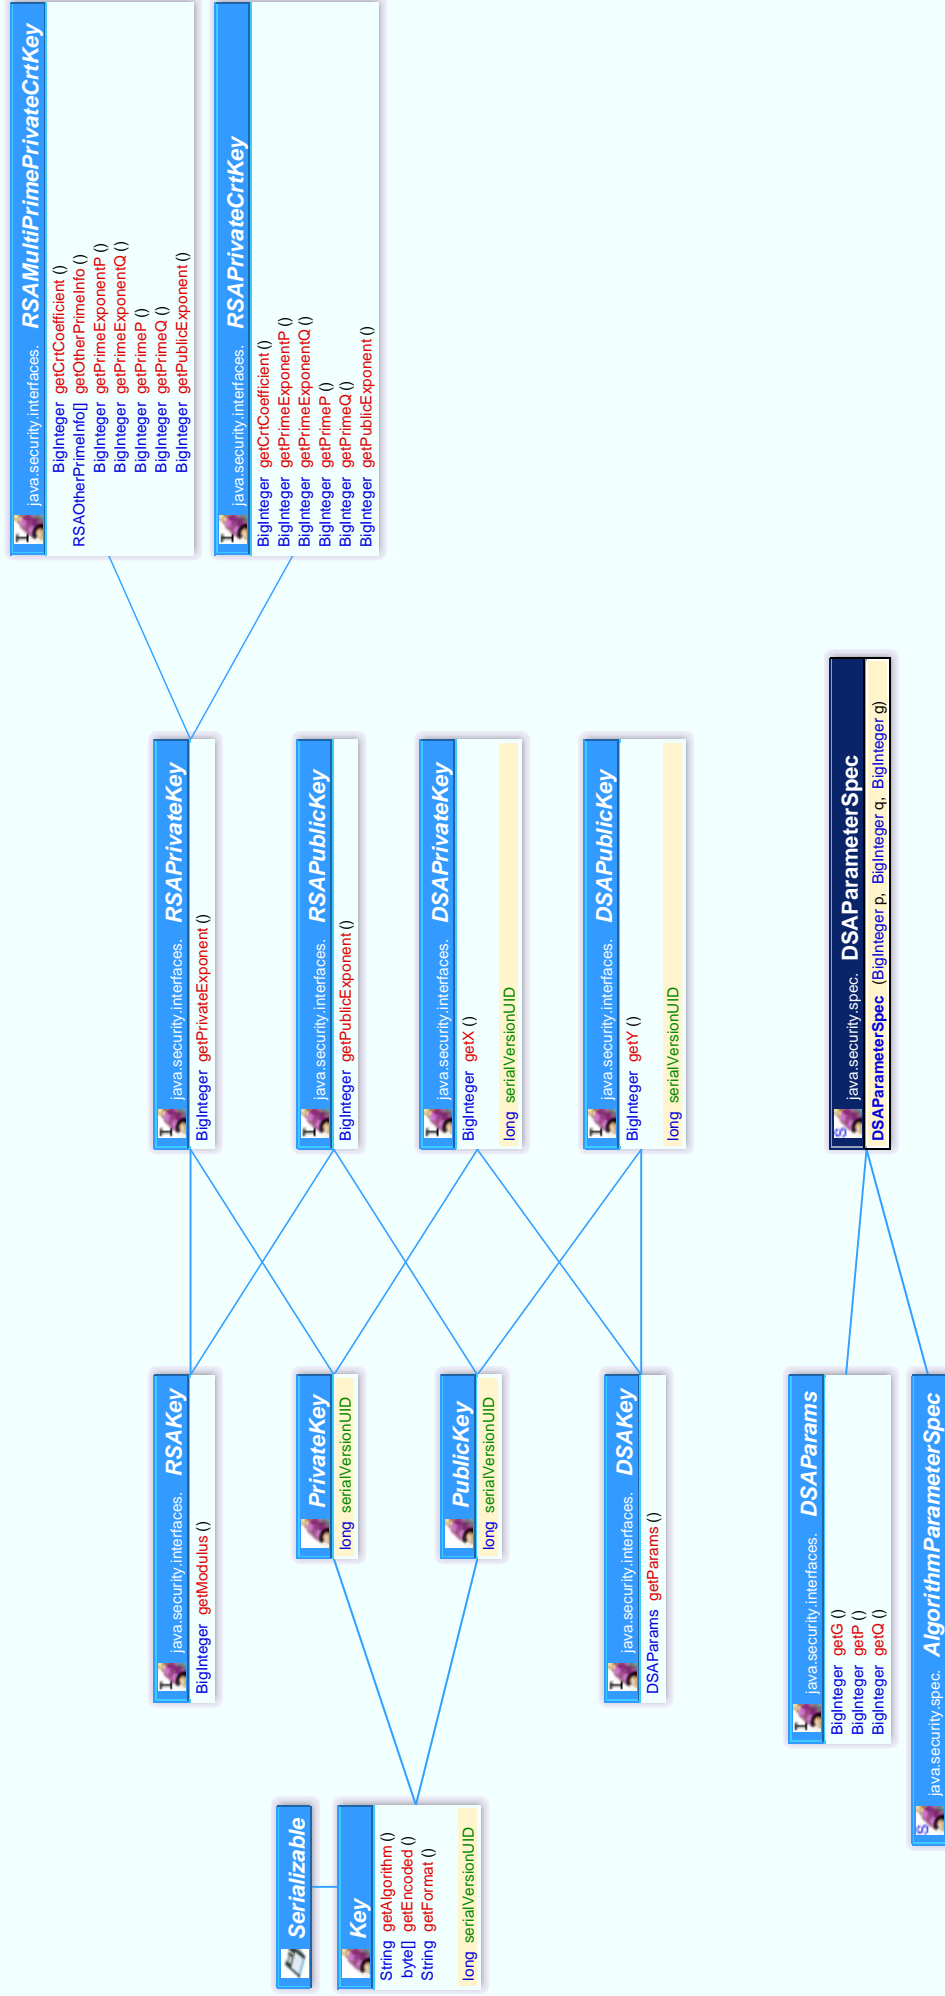 Serializable
Key
String getAlgorithm ()
byte[] getEncoded ()
String getFormat ()
long serialVersionUID
java.security.interfaces. RSAKey
BigInteger getModulus ()
PrivateKey
long serialVersionUID
PublicKey
long serialVersionUID
java.security.interfaces. DSAKey
DSAParams getParams ()
java.security.interfaces. DSAParams
BigInteger getG ()
BigInteger getP ()
BigInteger getQ ()
java.security.spec. AlgorithmParameterSpec
java.security.interfaces. RSAPrivateKey
BigInteger getPrivateExponent ()
java.security.interfaces. RSAPublicKey
BigInteger getPublicExponent ()
java.security.interfaces. DSAPrivateKey
BigInteger getX ()
long serialVersionUID
java.security.interfaces. DSAPublicKey
BigInteger getY ()
long serialVersionUID
java.security.spec. DSAParameterSpec
DSAParameterSpec (BigInteger p, BigInteger q, BigInteger g)
java.security.interfaces. RSAMultiPrimePrivateCrtKey
BigInteger getCrtCoefficient ()
RSAOtherPrimeInfo[] getOtherPrimeInfo ()
BigInteger getPrimeExponentP ()
BigInteger getPrimeExponentQ ()
BigInteger getPrimeP ()
BigInteger getPrimeQ ()
BigInteger getPublicExponent ()
java.security.interfaces. RSAPrivateCrtKey
BigInteger getCrtCoefficient ()
BigInteger getPrimeExponentP ()
BigInteger getPrimeExponentQ ()
BigInteger getPrimeP ()
BigInteger getPrimeQ ()
BigInteger getPublicExponent ()